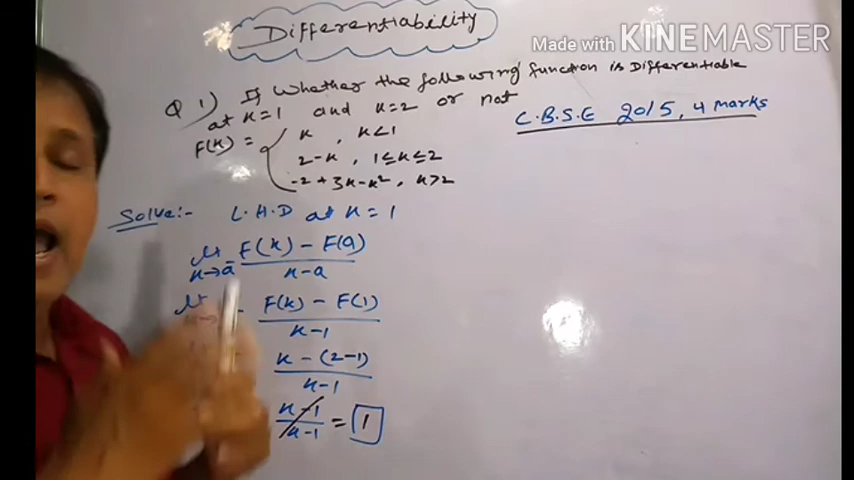 Differentiability
Made with KINEMASTER
Q 1) If whether the following function is Differentiable
at x=1 and x=2 or not
C.B.S.E 2015, 4 marks
F(x) = { x , x<1
2-x , 1≤x≤2
-2+3x-x², x>2
Solve:- L.H.D at x=1
Lt x→a⁻ F(x) - F(a) / x-a
Lt F(x) - F(1) / x-1
x - (2-1) / x-1
x-1 / x-1 = 1